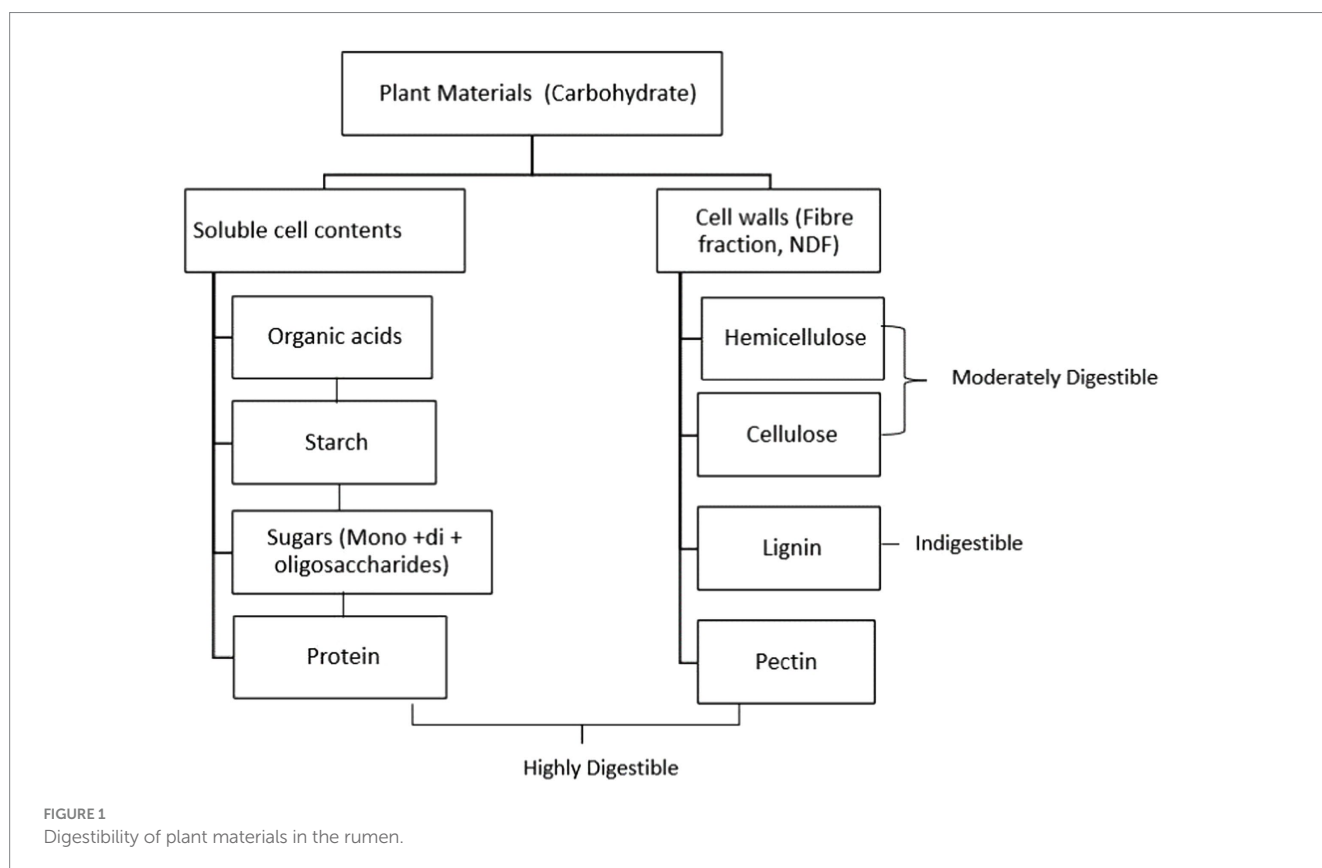 Plant Materials (Carbohydrate)
Soluble cell contents
Organic acids
Starch
Sugars (Mono +di +
oligosaccharides)
Protein
Cell walls (Fibre
fraction, NDF)
Hemicellulose
Cellulose
Moderately Digestible
Lignin
Indigestible
Pectin
Highly Digestible
FIGURE 1
Digestibility of plant materials in the rumen.